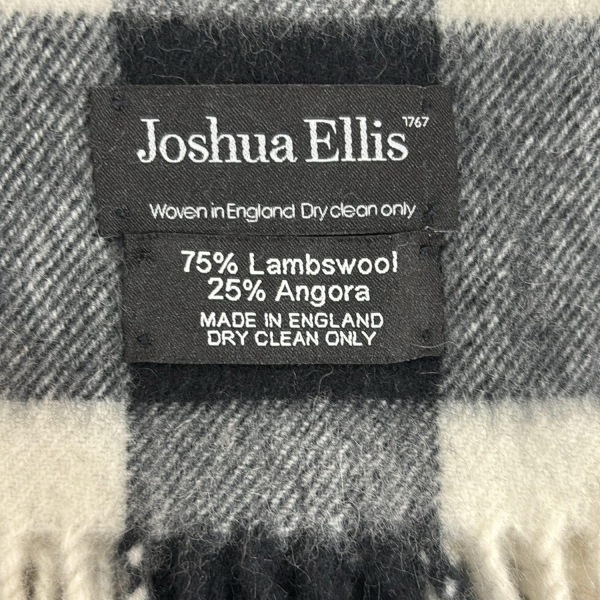 Joshua Ellis 1767
Woven in England Dry clean only
75% Lambswool
25% Angora
MADE IN ENGLAND
DRY CLEAN ONLY